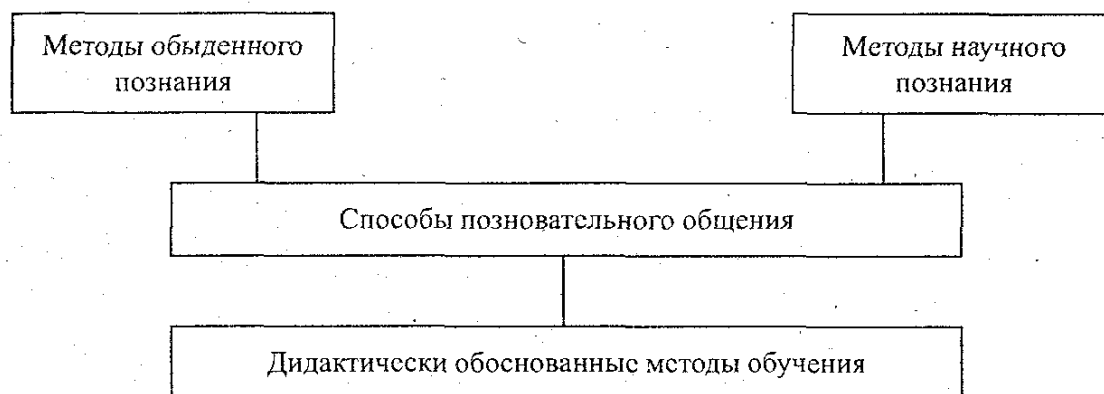 Методы обыденного
познания
Методы научного
познания
Способы позновательного общения
Дидактически обоснованные методы обучения